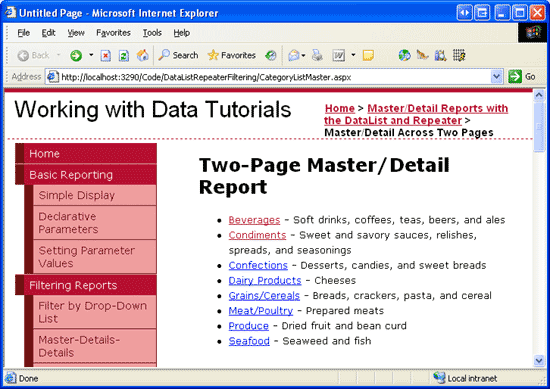 Untitled Page - Microsoft Internet Explorer
File Edit View Favorites Tools Help
Back Search Favorites
Address http://localhost:3290/Code/DataListRepeaterFiltering/CategoryListMaster.aspx Go
Working with Data Tutorials
Home > Master/Detail Reports with
the DataList and Repeater >
Master/Detail Across Two Pages
Home
Basic Reporting
Simple Display
Declarative
Parameters
Setting Parameter
Values
Filtering Reports
Filter by Drop-Down
List
Master-Details-
Details
Two-Page Master/Detail
Report
Beverages - Soft drinks, coffees, teas, beers, and ales
Condiments - Sweet and savory sauces, relishes,
spreads, and seasonings
Confections - Desserts, candies, and sweet breads
Dairy Products - Cheeses
Grains/Cereals - Breads, crackers, pasta, and cereal
Meat/Poultry - Prepared meats
Produce - Dried fruit and bean curd
Seafood - Seaweed and fish
Done Local intranet